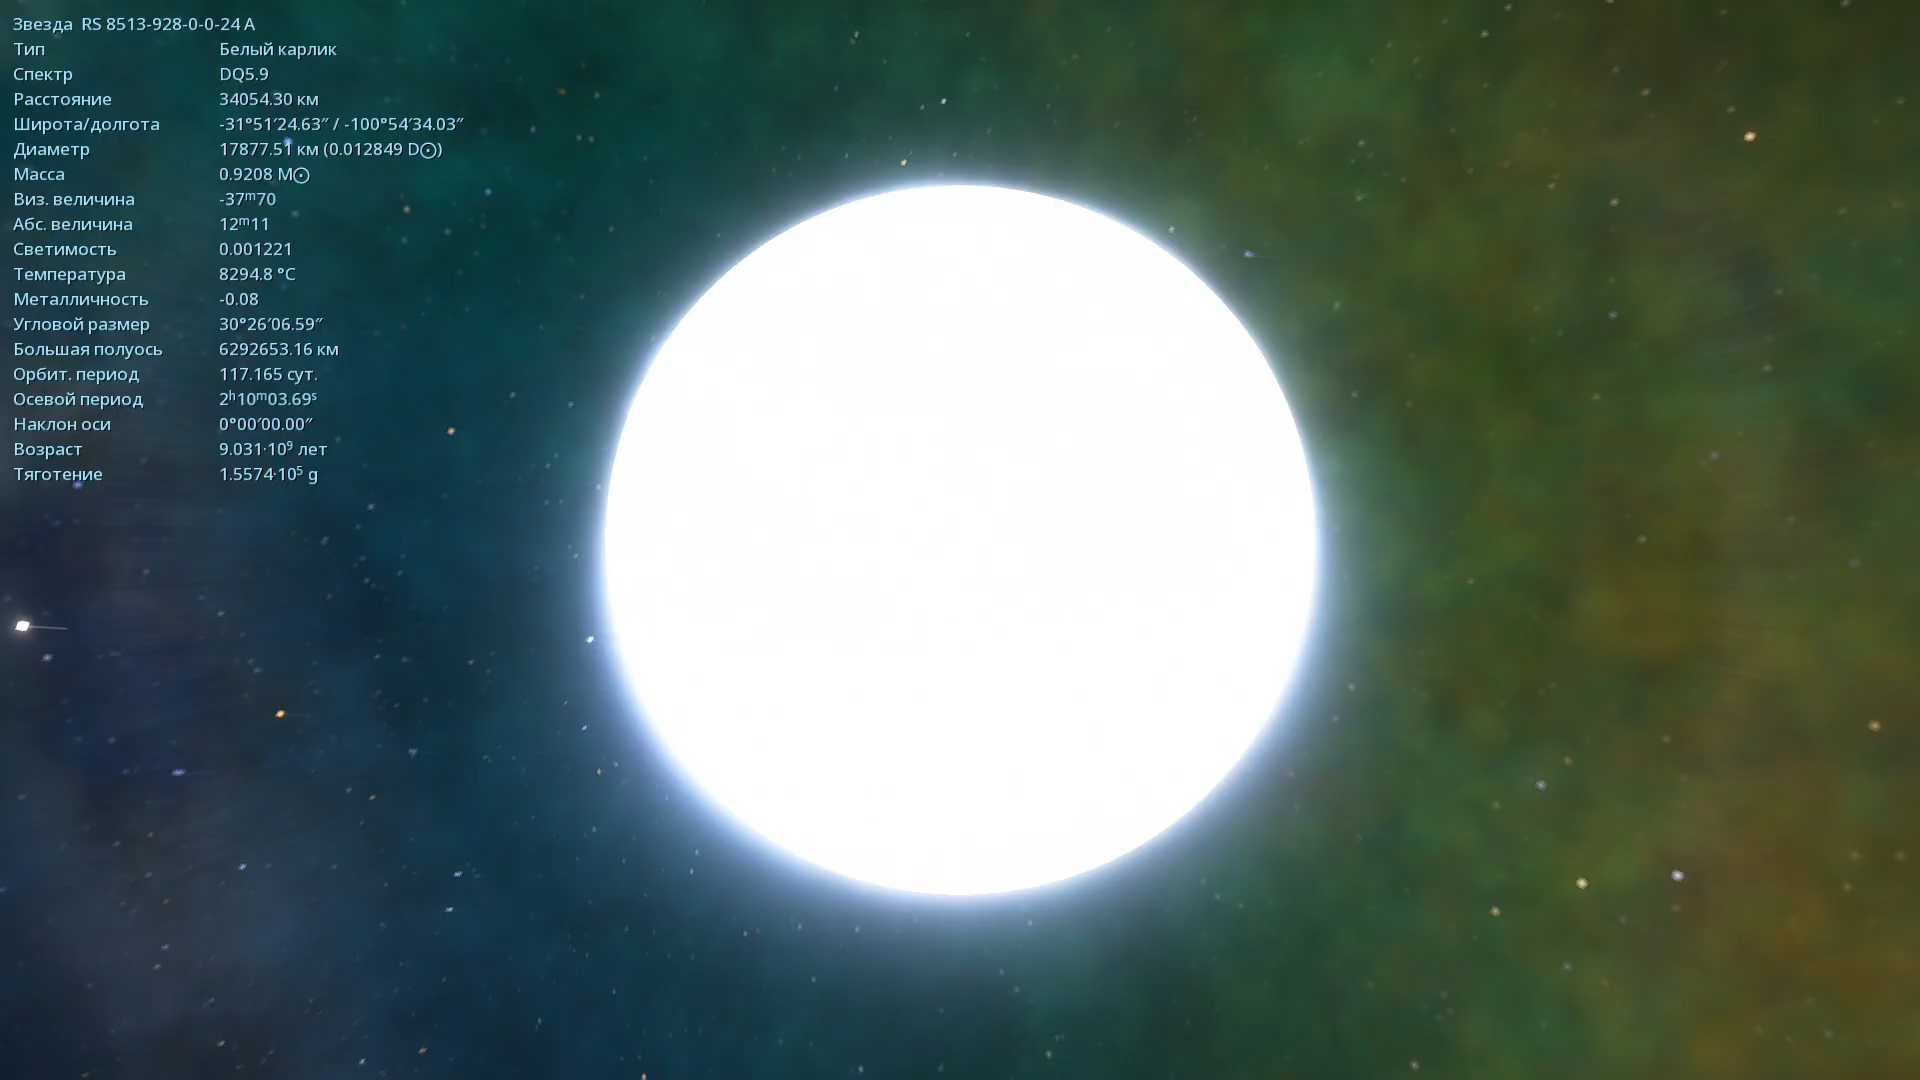 Звезда RS 8513-928-0-0-24 A
Тип Белый карлик
Спектр DQ5.9
Расстояние 34054.30 км
Широта/долгота -31°51′24.63″ / -100°54′34.03″
Диаметр 17877.51 км (0.012849 D☉)
Масса 0.9208 M☉
Виз. величина -37ᵐ70
Абс. величина 12ᵐ11
Светимость 0.001221
Температура 8294.8 °C
Металличность -0.08
Угловой размер 30°26′06.59″
Большая полуось 6292653.16 км
Орбит. период 117.165 сут.
Осевой период 2ʰ10ᵐ03.69ˢ
Наклон оси 0°00′00.00″
Возраст 9.031·10⁹ лет
Тяготение 1.5574·10⁵ g